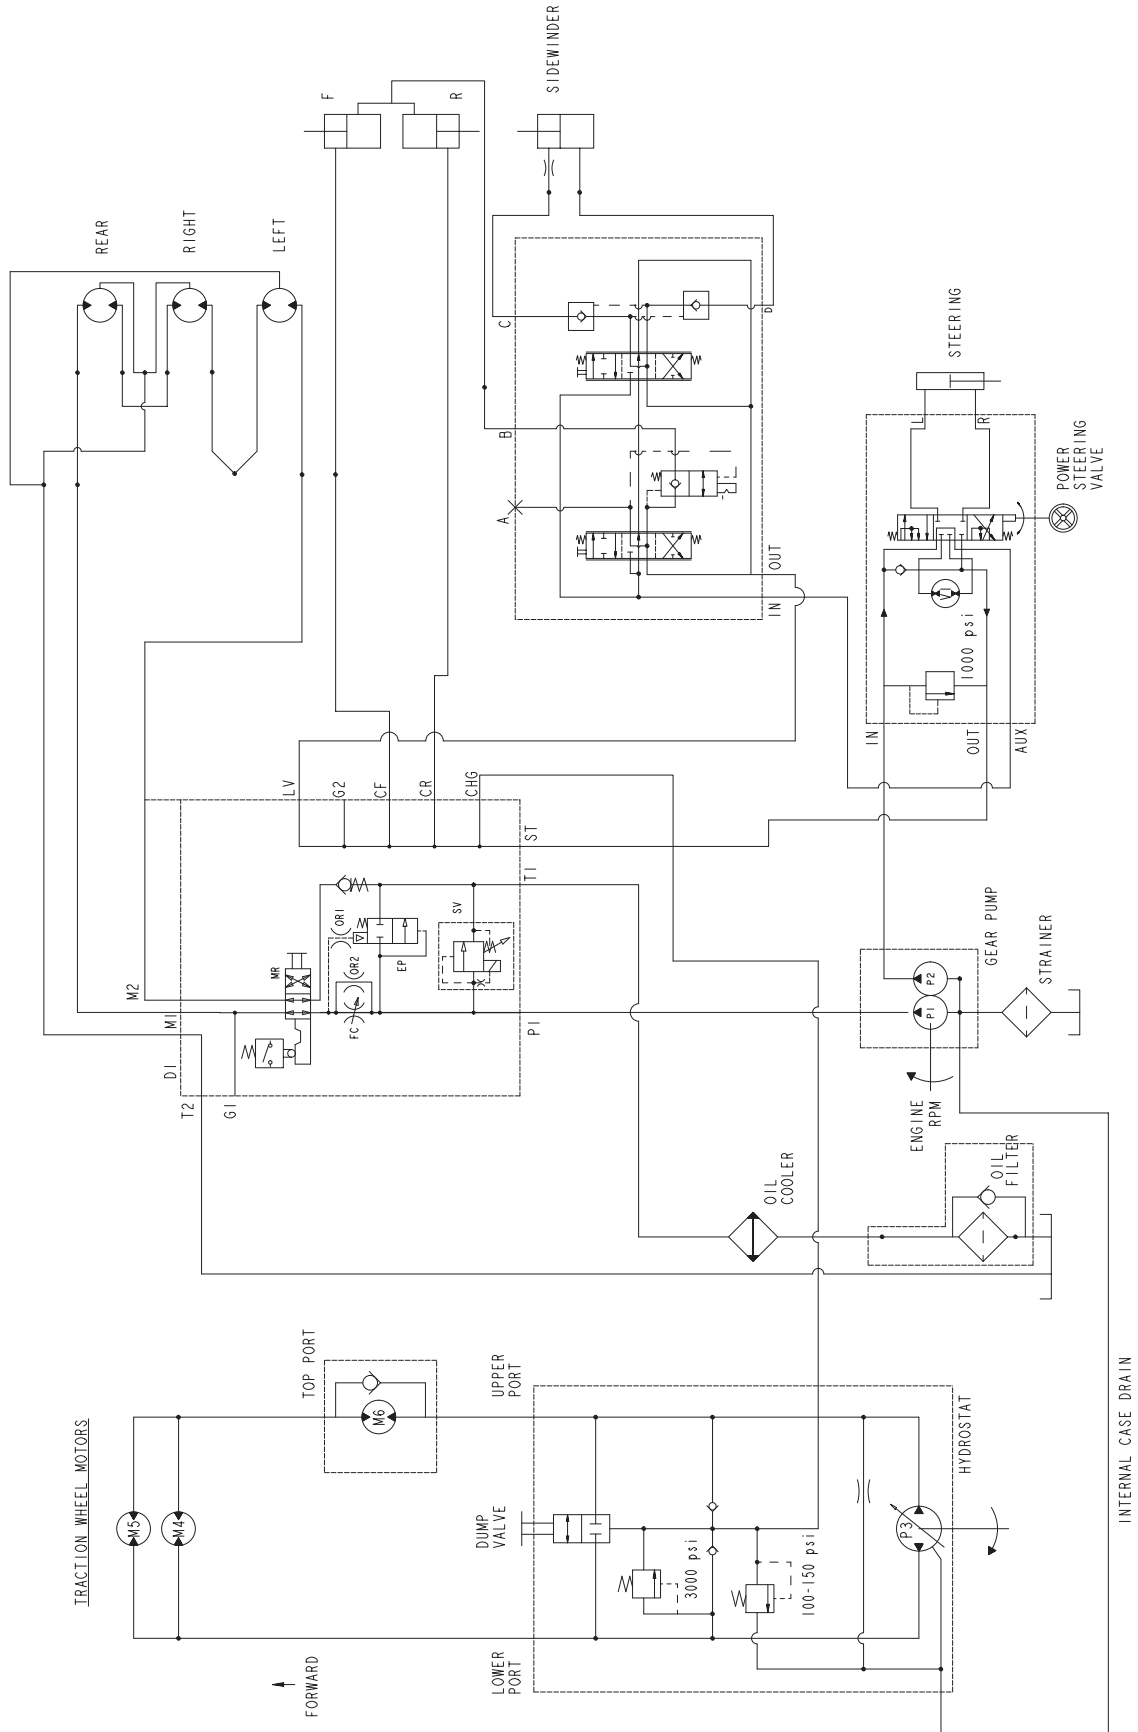 TRACTION WHEEL MOTORS
FORWARD
M5
M4
TOP PORT
M6
DUMP
VALVE
LOWER
PORT
UPPER
PORT
3000 psi
100-150 psi
P3
HYDROSTAT
INTERNAL CASE DRAIN
OIL
COOLER
OIL
FILTER
ENGINE
RPM
P1
P2
GEAR PUMP
STRAINER
T2
D1
M1
M2
G1
MR
FC
OR2
OR1
EP
SV
P1
T1
ST
LV
G2
CF
CR
CHG
REAR
RIGHT
LEFT
F
R
SIDEWINDER
A
B
C
D
IN
OUT
IN
OUT
AUX
1000 psi
L
R
STEERING
POWER
STEERING
VALVE